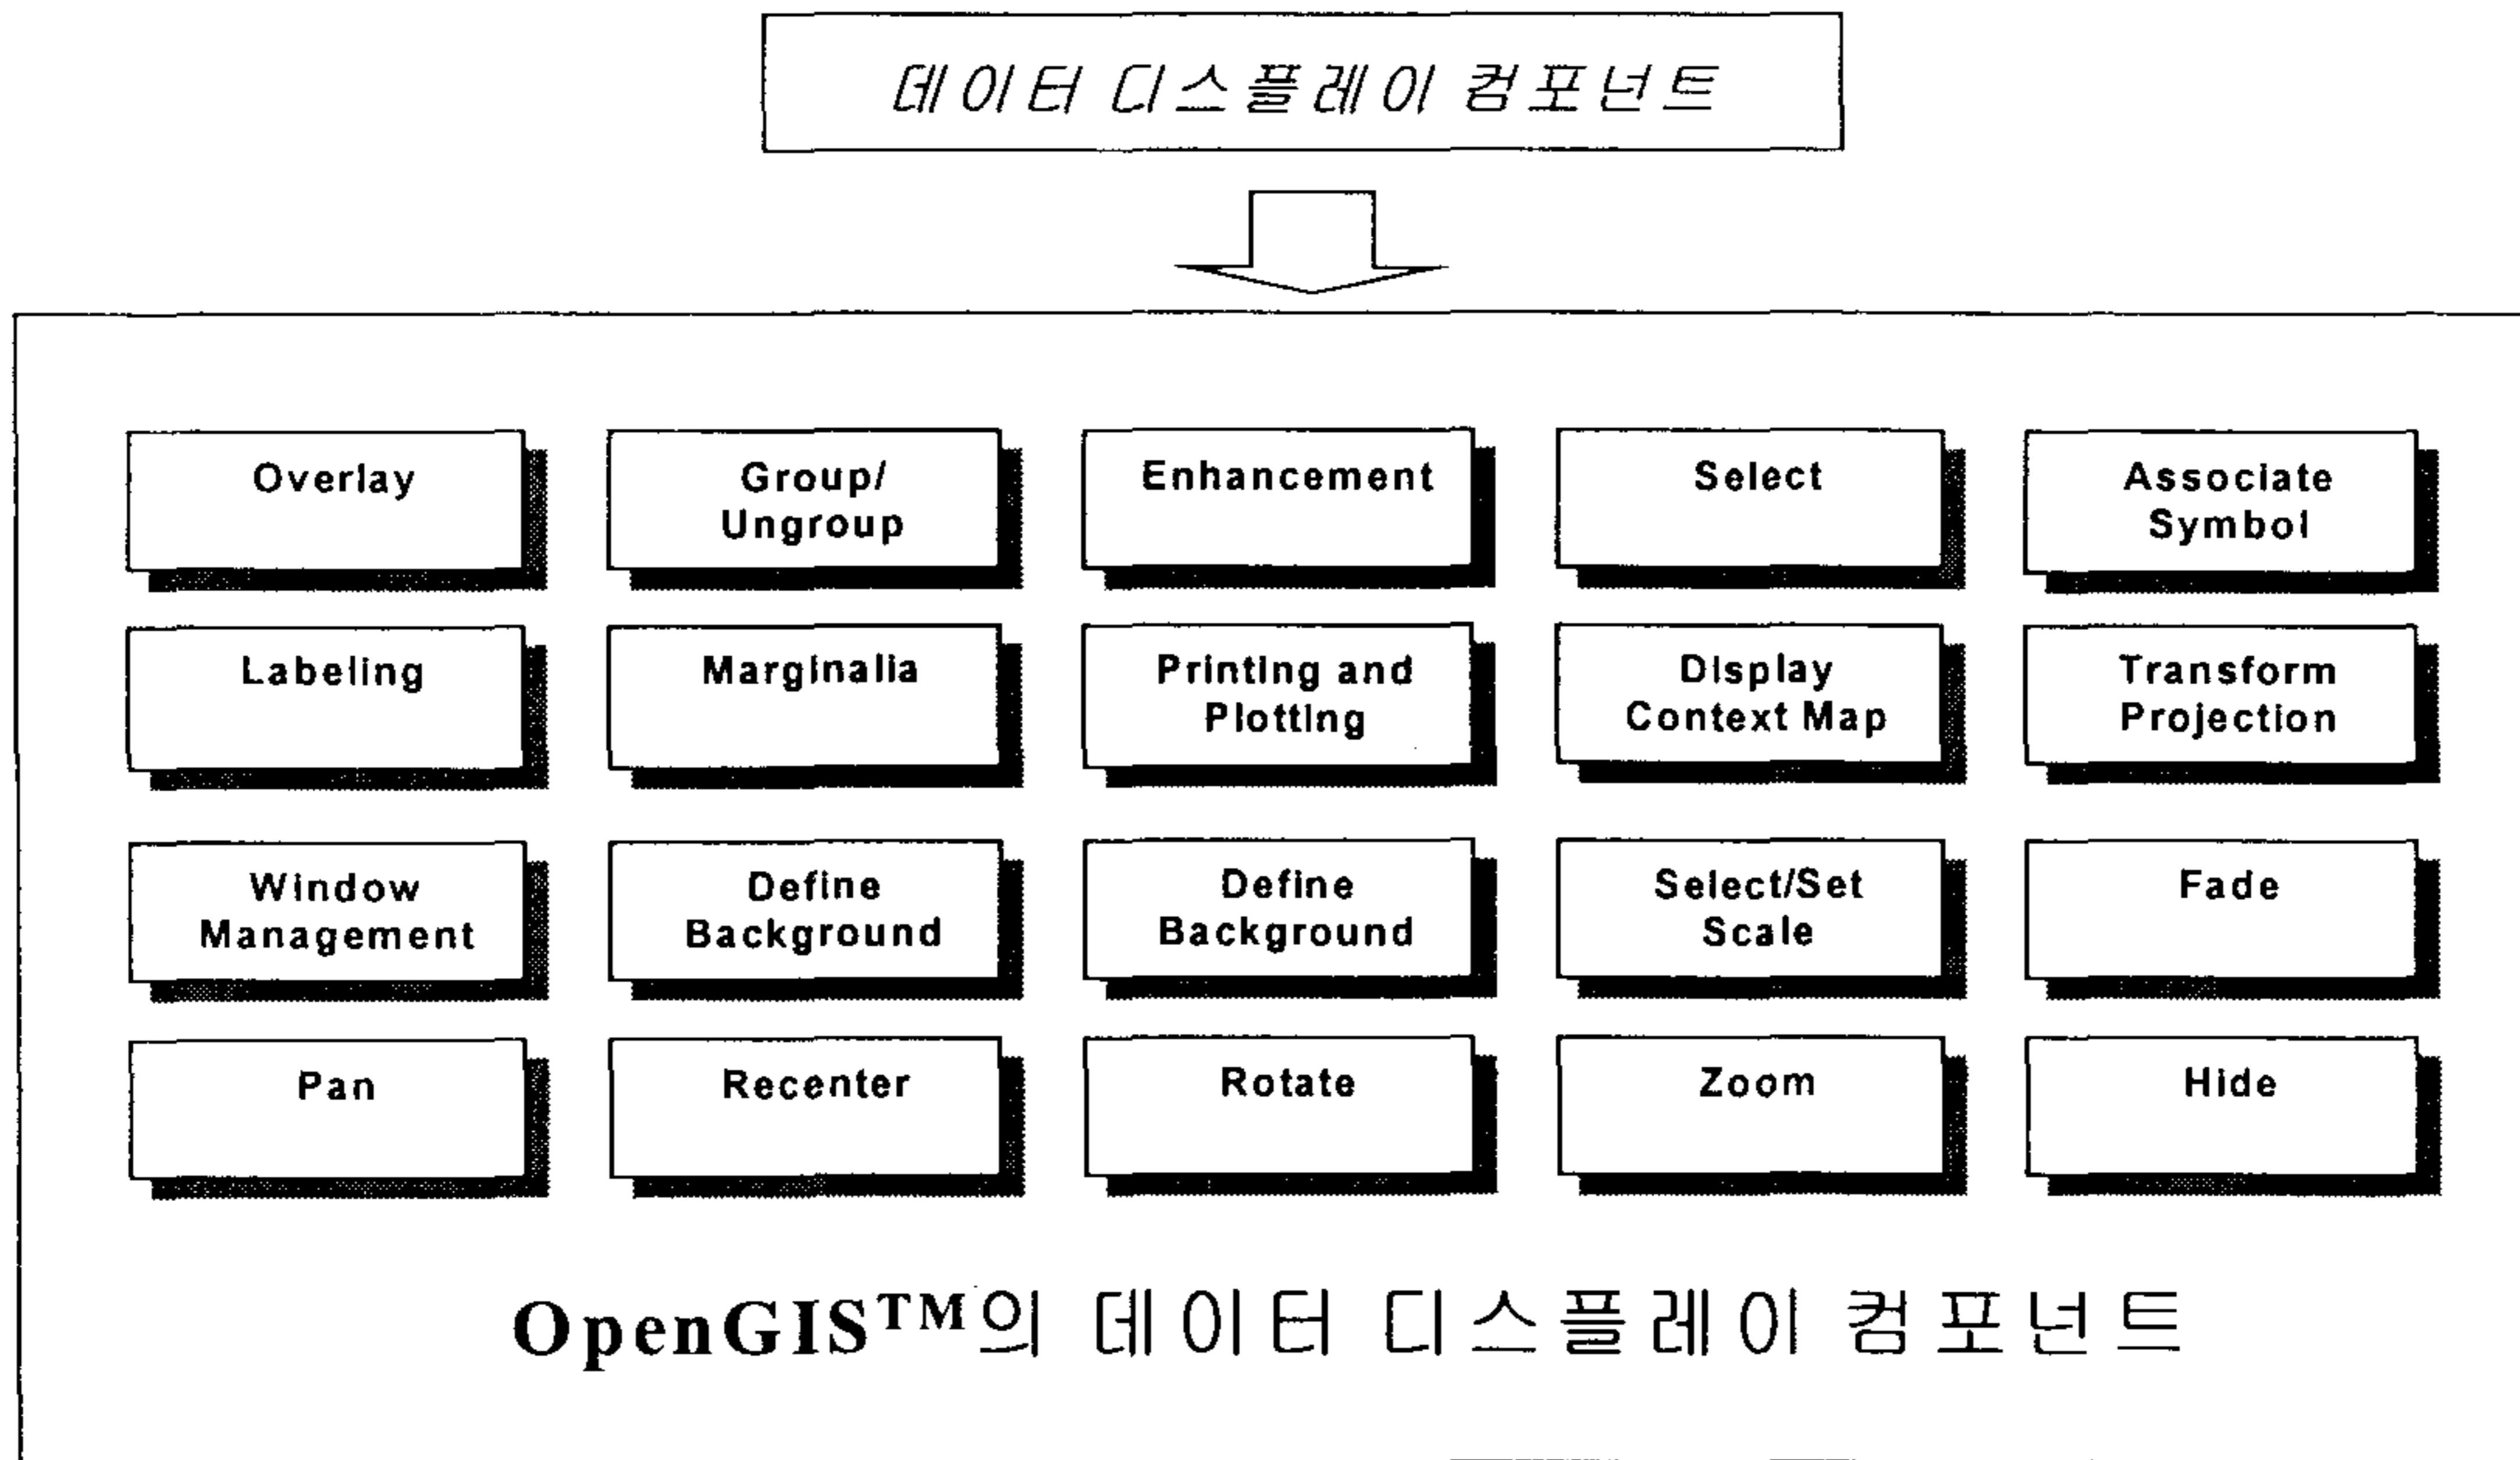 데이터 디스플레이 컴포넌트
Overlay
Group/
Ungroup
Enhancement
Select
Associate
Symbol
Labeling
Marginalia
Printing and
Plotting
Display
Context Map
Transform
Projection
Window
Management
Define
Background
Define
Background
Select/Set
Scale
Fade
Pan
Recenter
Rotate
Zoom
Hide
OpenGIS™의 데이터 디스플레이 컴포넌트